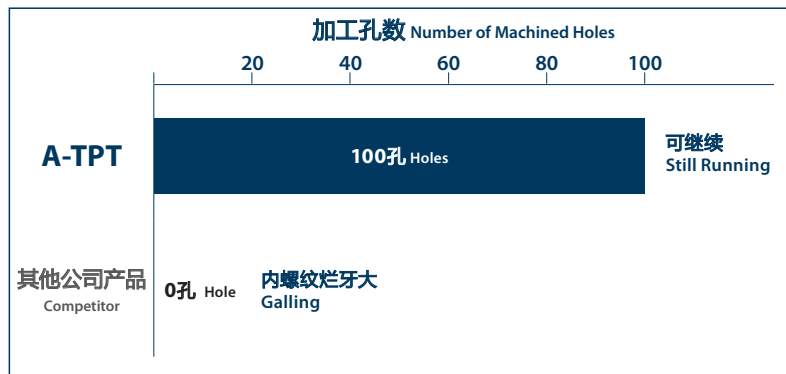 加工孔数 Number of Machined Holes
20 40 60 80 100
A-TPT
100孔 Holes
可继续
Still Running
其他公司产品
Competitor
0孔 Hole
内螺纹烂牙大
Galling